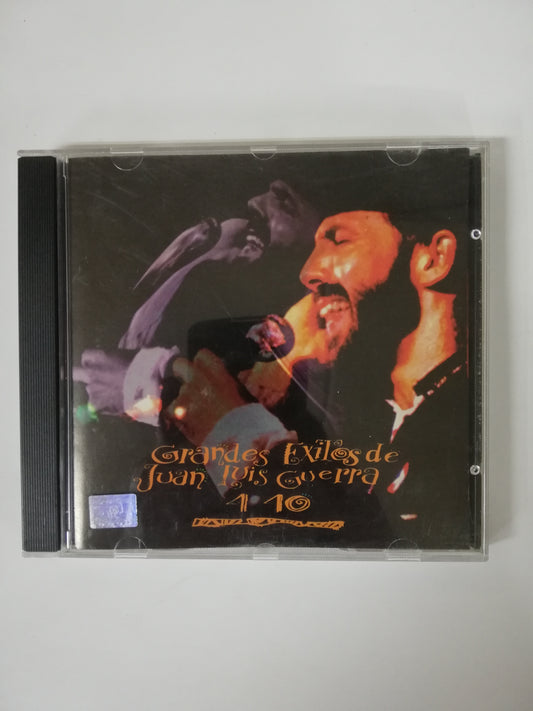 Grandes Exitos de
Juan Luis Guerra
y 4 40